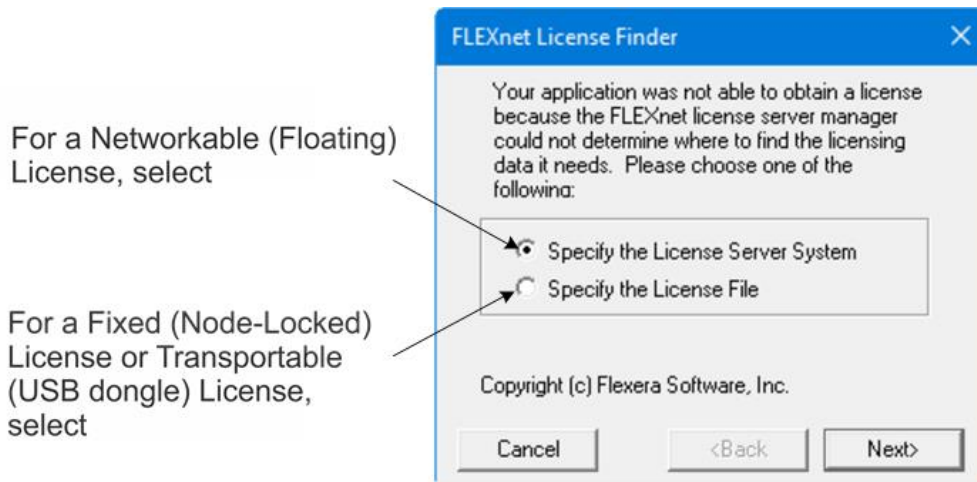 FLEXnet License Finder
For a Networkable (Floating)
License, select
Your application was not able to obtain a license
because the FLEXnet license server manager
could not determine where to find the licensing
data it needs.  Please choose one of the
following:
Specify the License Server System
Specify the License File
For a Fixed (Node-Locked)
License or Transportable
(USB dongle) License,
select
Copyright (c) Flexera Software, Inc.
Cancel
<Back
Next>